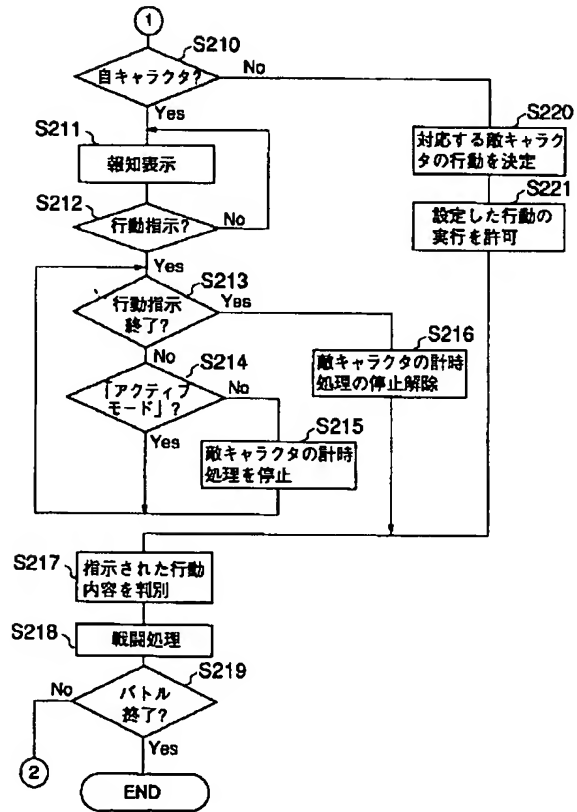 1
S210
自キャラクタ?
No
Yes
S220
対応する敵キャラク
タの行動を決定
S211
報知表示
S221
設定した行動の
実行を許可
S212
行動指示?
No
Yes
S213
行動指示
終了?
Yes
No
S216
敵キャラクタの計時
処理の停止解除
S214
「アクティブ
モード」?
No
Yes
S215
敵キャラクタの計時
処理を停止
S217
指示された行動
内容を判別
S218
戦闘処理
S219
バトル
終了?
No
Yes
2
END